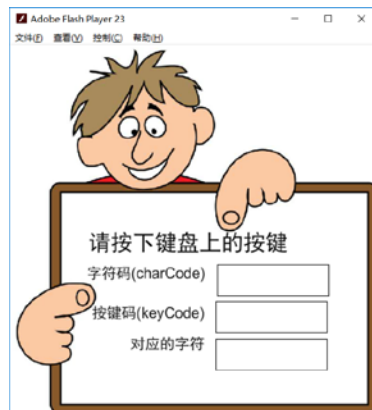 Adobe Flash Player 23
文件(F) 查看(V) 控制(C) 帮助(H)
请按下键盘上的按键
字符码(charCode)
按键码(keyCode)
对应的字符